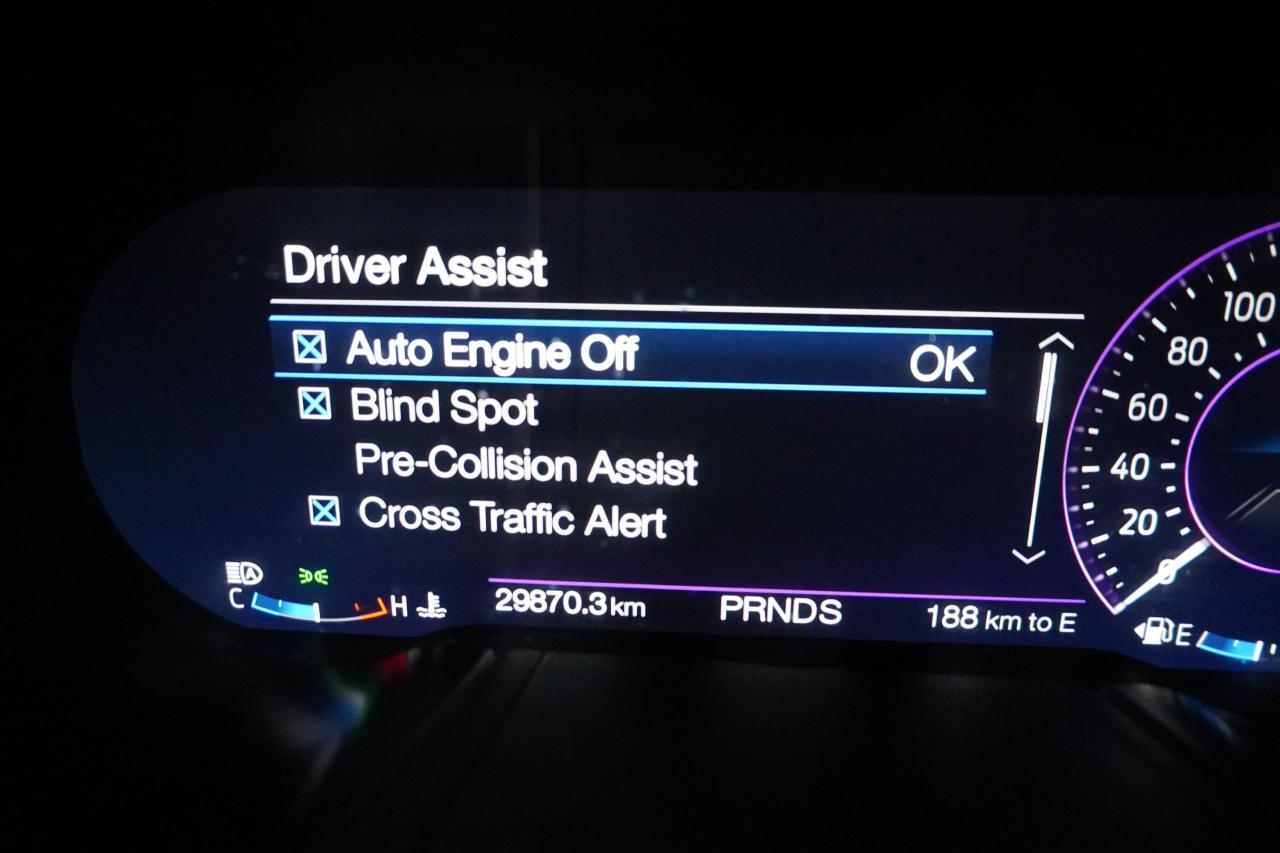 Driver Assist
Auto Engine Off OK
Blind Spot
Pre-Collision Assist
Cross Traffic Alert
A
C H
29870.3 km PRNDS 188 km to E
E
100
80
60
40
20
0